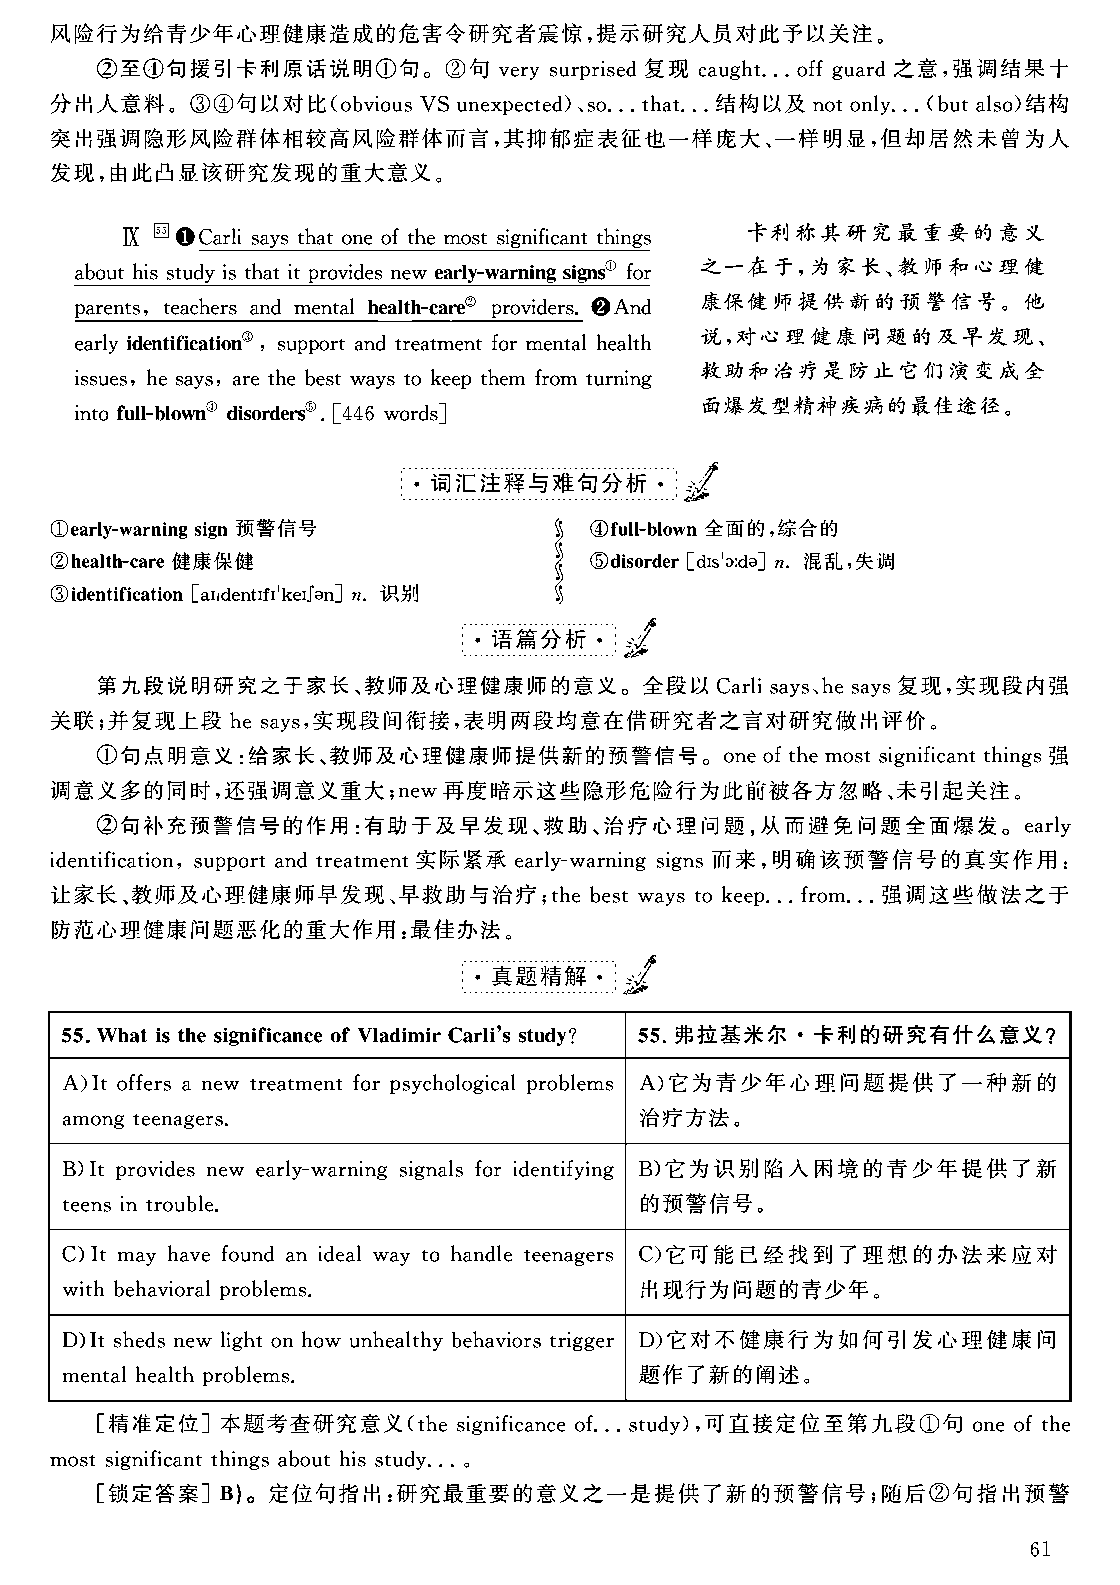 风险行为给青少年心理健康造成的危害令研究者震惊,提示研究人员对此予以关注。
②至④句援引卡利原话说明①句。②句 very surprised 复现 caught... off guard 之意,强调结果十
分出人意料。③④句以对比(obvious VS unexpected)、so... that... 结构以及 not only...(but also)结构
突出强调隐形风险群体相较高风险群体而言,其抑郁症表征也一样庞大、一样明显,但却居然未曾为人
发现,由此凸显该研究发现的重大意义。
Ⅸ 55 ❶Carli says that one of the most significant things
about his study is that it provides new early-warning signs① for
parents, teachers and mental health-care② providers. ❷And
early identification③, support and treatment for mental health
issues, he says, are the best ways to keep them from turning
into full-blown④ disorders⑤. [446 words]
卡利称其研究最重要的意义
之一在于,为家长、教师和心理健
康保健师提供新的预警信号。他
说,对心理健康问题的及早发现、
救助和治疗是防止它们演变成全
面爆发型精神疾病的最佳途径。
·词汇注释与难句分析·
①early-warning sign 预警信号
②health-care 健康保健
③identification [aɪˌdentɪfɪ'keɪʃən] n. 识别
④full-blown 全面的,综合的
⑤disorder [dɪs'ɔːdə] n. 混乱,失调
·语篇分析·
第九段说明研究之于家长、教师及心理健康师的意义。全段以 Carli says、he says 复现,实现段内强
关联;并复现上段 he says,实现段间衔接,表明两段均意在借研究者之言对研究做出评价。
①句点明意义:给家长、教师及心理健康师提供新的预警信号。one of the most significant things 强
调意义多的同时,还强调意义重大;new 再度暗示这些隐形危险行为此前被各方忽略、未引起关注。
②句补充预警信号的作用:有助于及早发现、救助、治疗心理问题,从而避免问题全面爆发。early
identification, support and treatment 实际紧承 early-warning signs 而来,明确该预警信号的真实作用:
让家长、教师及心理健康师早发现、早救助与治疗;the best ways to keep... from... 强调这些做法之于
防范心理健康问题恶化的重大作用:最佳办法。
·真题精解·
55. What is the significance of Vladimir Carli's study?
55. 弗拉基米尔·卡利的研究有什么意义?
A)It offers a new treatment for psychological problems
among teenagers.
A)它为青少年心理问题提供了一种新的
治疗方法。
B)It provides new early-warning signals for identifying
teens in trouble.
B)它为识别陷入困境的青少年提供了新
的预警信号。
C)It may have found an ideal way to handle teenagers
with behavioral problems.
C)它可能已经找到了理想的办法来应对
出现行为问题的青少年。
D)It sheds new light on how unhealthy behaviors trigger
mental health problems.
D)它对不健康行为如何引发心理健康问
题作了新的阐述。
[精准定位] 本题考查研究意义(the significance of... study),可直接定位至第九段①句 one of the
most significant things about his study...。
[锁定答案] B)。定位句指出:研究最重要的意义之一是提供了新的预警信号;随后②句指出预警
61